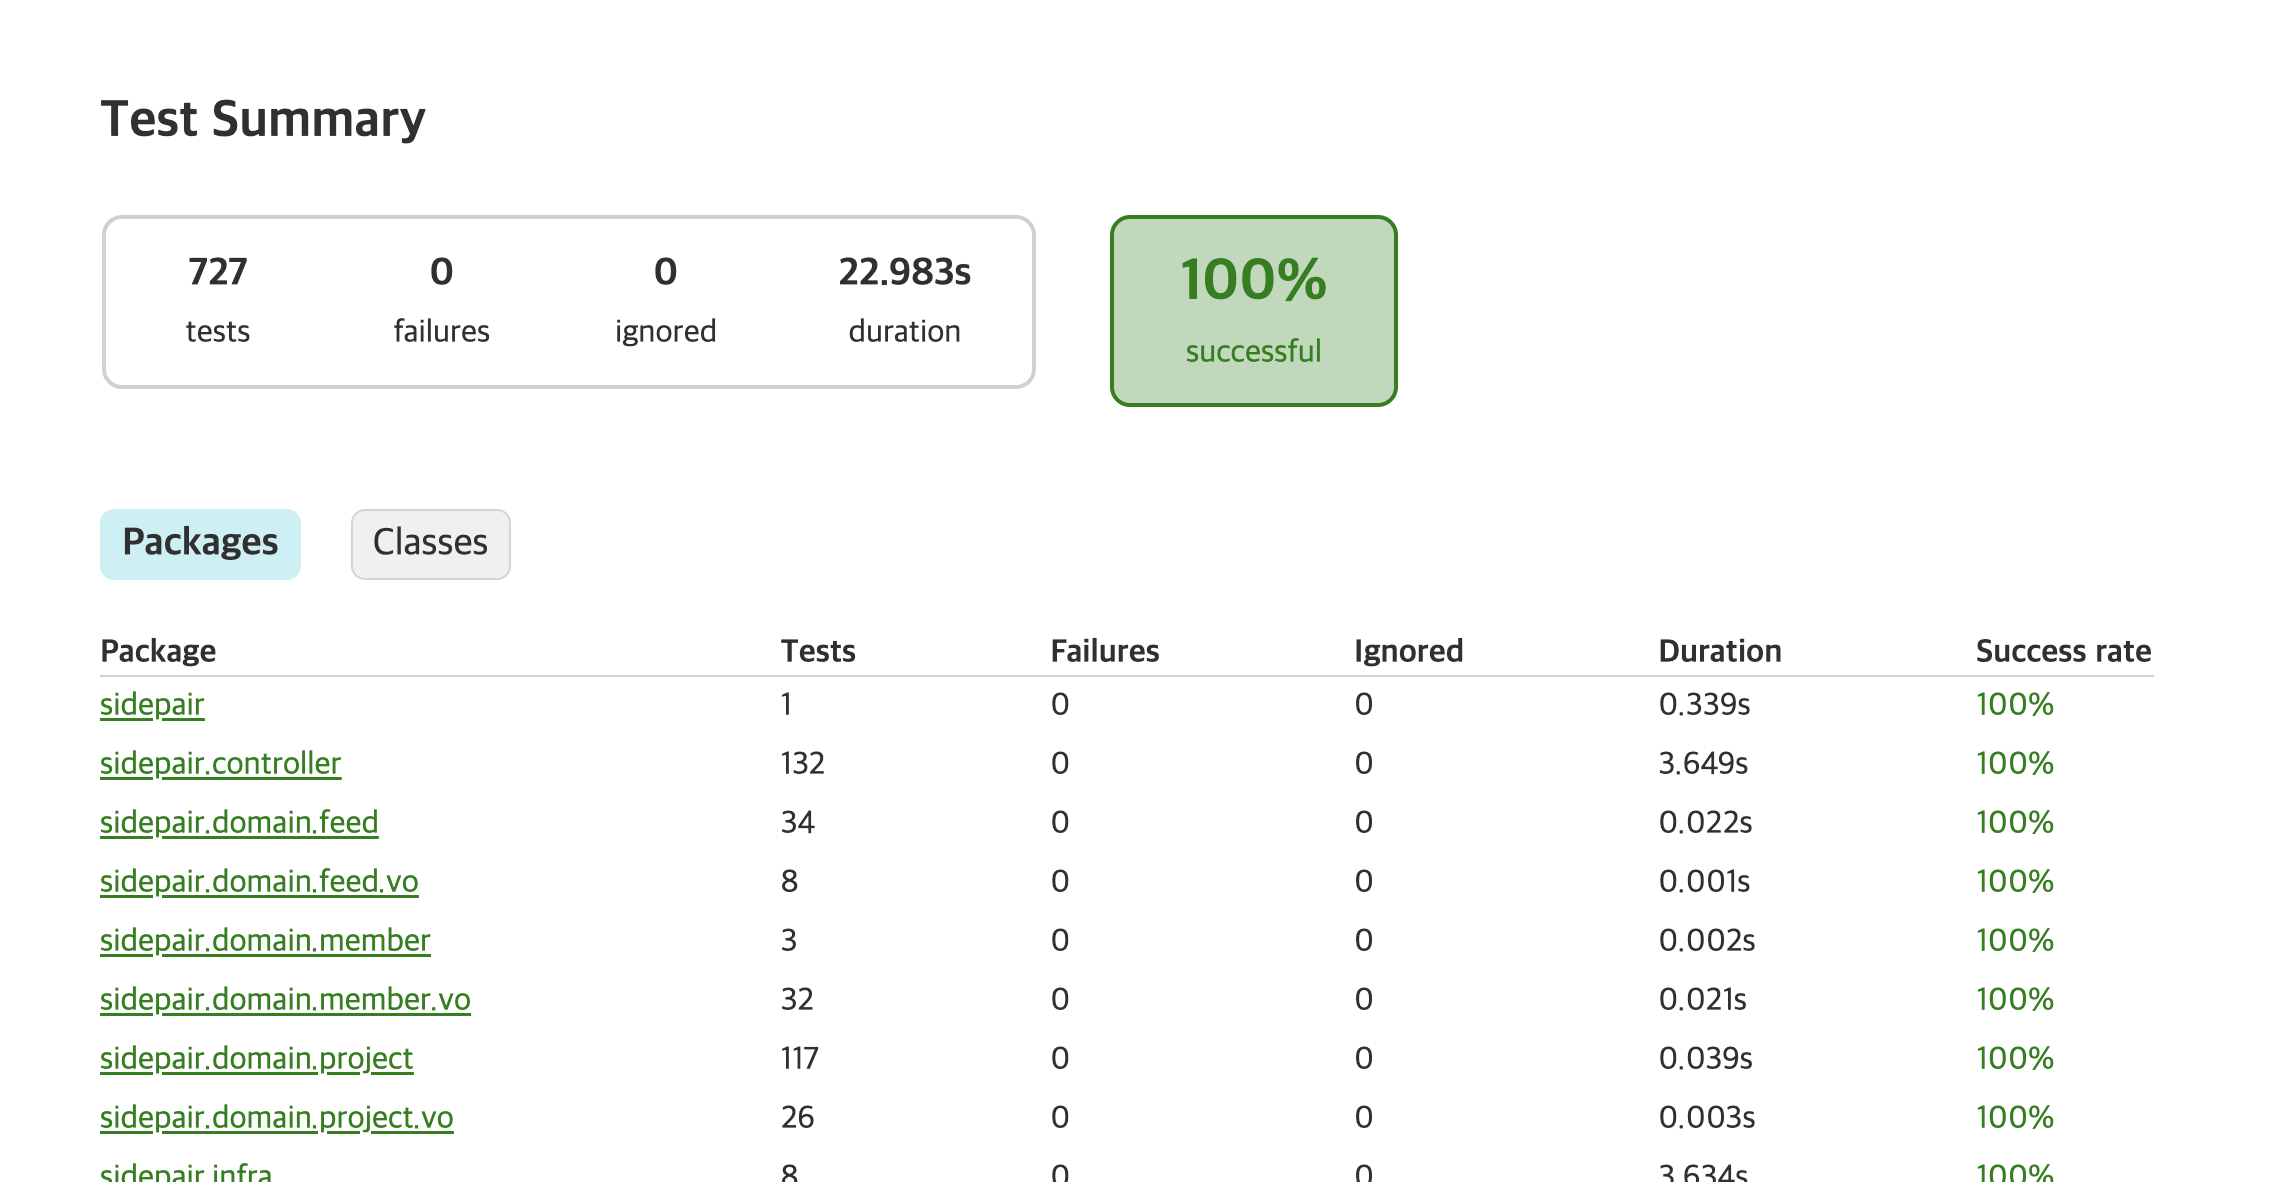 Test Summary
727 0 0 22.983s
tests failures ignored duration
100%
successful
Packages Classes
Package Tests Failures Ignored Duration Success rate
sidepair 1 0 0 0.339s 100%
sidepair.controller 132 0 0 3.649s 100%
sidepair.domain.feed 34 0 0 0.022s 100%
sidepair.domain.feed.vo 8 0 0 0.001s 100%
sidepair.domain.member 3 0 0 0.002s 100%
sidepair.domain.member.vo 32 0 0 0.021s 100%
sidepair.domain.project 117 0 0 0.039s 100%
sidepair.domain.project.vo 26 0 0 0.003s 100%
sidepair.infra 8 0 0 3.634s 100%